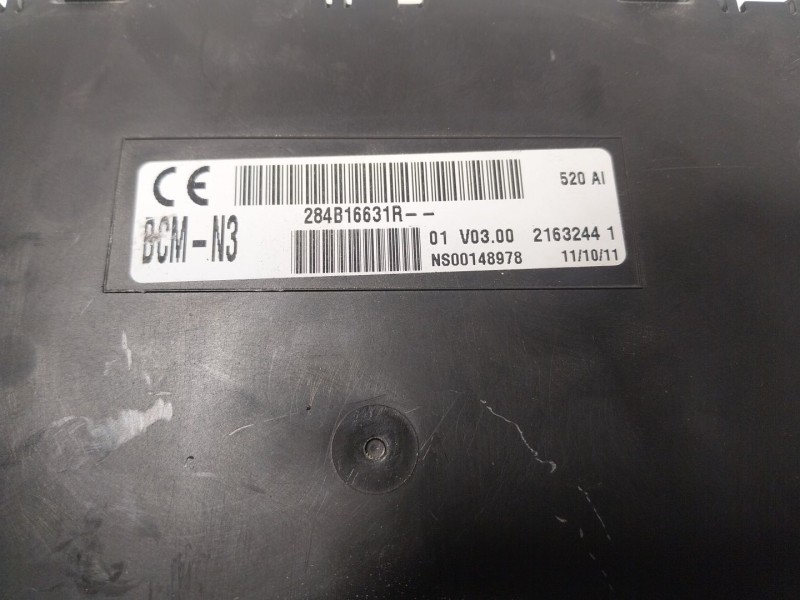 CE 520 AI
284B16631R--
BCM-N3 01 V03.00 2163244 1
NS00148978 11/10/11